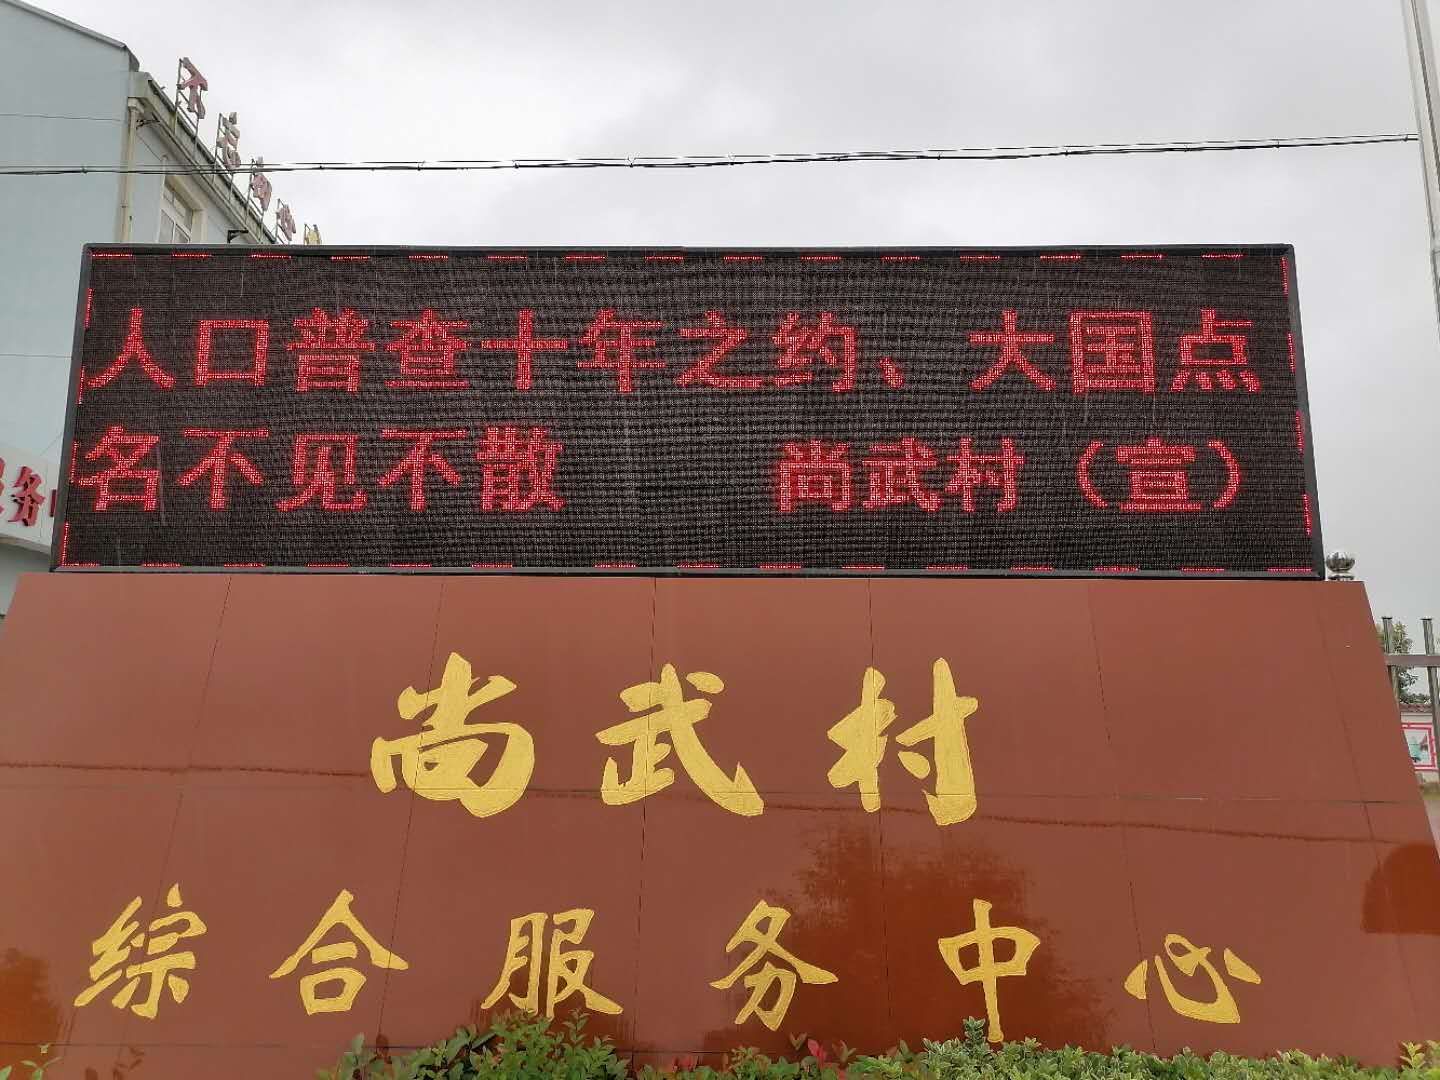 人口普查十年之约、大国点
名不见不散 尚武村（宣）
务
尚武村
综合服务中心